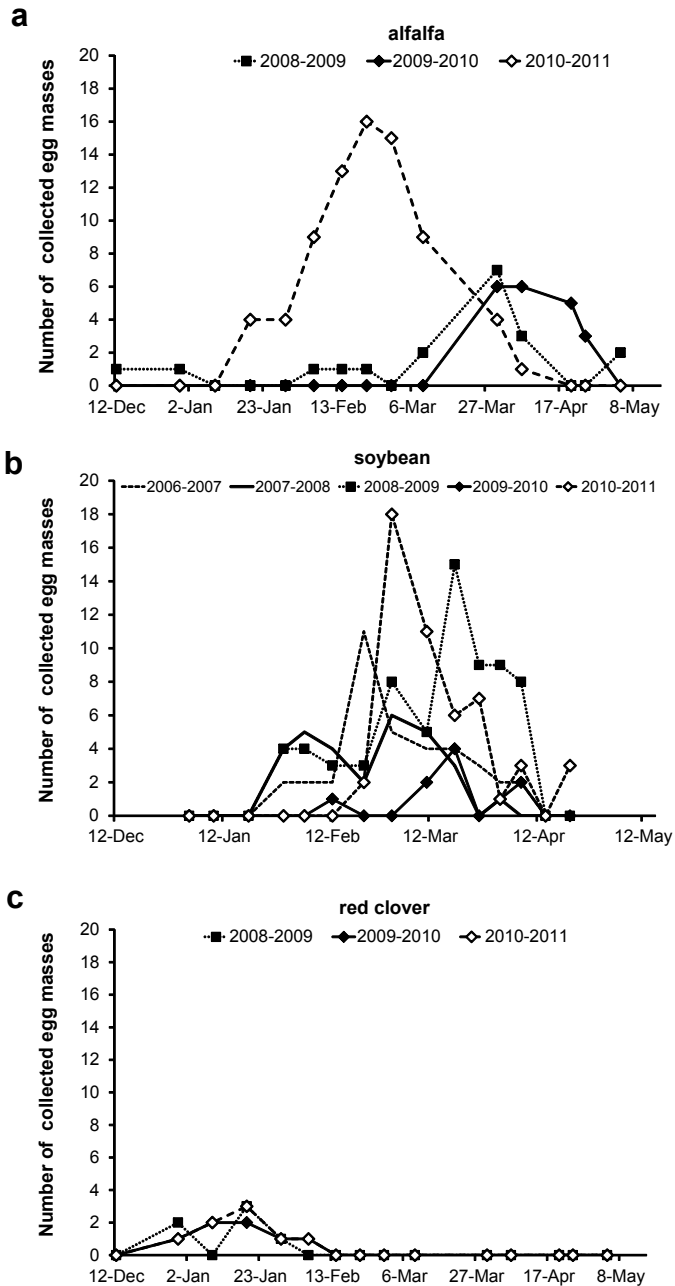 a
alfalfa
2008-2009 2009-2010 2010-2011
Number of collected egg masses
20
18
16
14
12
10
8
6
4
2
0
12-Dec 2-Jan 23-Jan 13-Feb 6-Mar 27-Mar 17-Apr 8-May
b
soybean
2006-2007 2007-2008 2008-2009 2009-2010 2010-2011
Number of collected egg masses
20
18
16
14
12
10
8
6
4
2
0
12-Dec 12-Jan 12-Feb 12-Mar 12-Apr 12-May
c
red clover
2008-2009 2009-2010 2010-2011
Number of collected egg masses
20
18
16
14
12
10
8
6
4
2
0
12-Dec 2-Jan 23-Jan 13-Feb 6-Mar 27-Mar 17-Apr 8-May